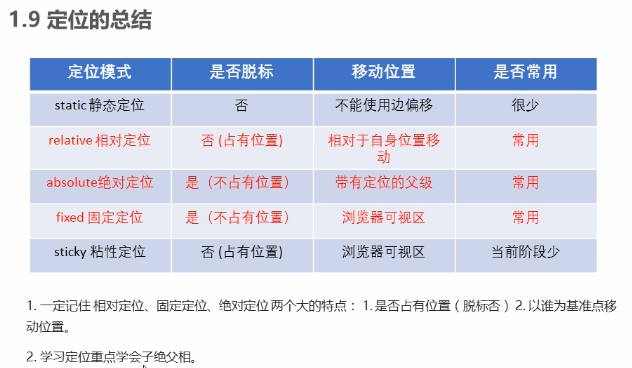 1.9 定位的总结
定位模式 是否脱标 移动位置 是否常用
static 静态定位 否 不能使用边偏移 很少
relative 相对定位 否 (占有位置) 相对于自身位置移动 常用
absolute绝对定位 是（不占有位置） 带有定位的父级 常用
fixed 固定定位 是（不占有位置） 浏览器可视区 常用
sticky 粘性定位 否 (占有位置) 浏览器可视区 当前阶段少
1. 一定记住 相对定位、固定定位、绝对定位 两个大的特点： 1. 是否占有位置（脱标否） 2. 以谁为基准点移
动位置。
2. 学习定位重点学会子绝父相。